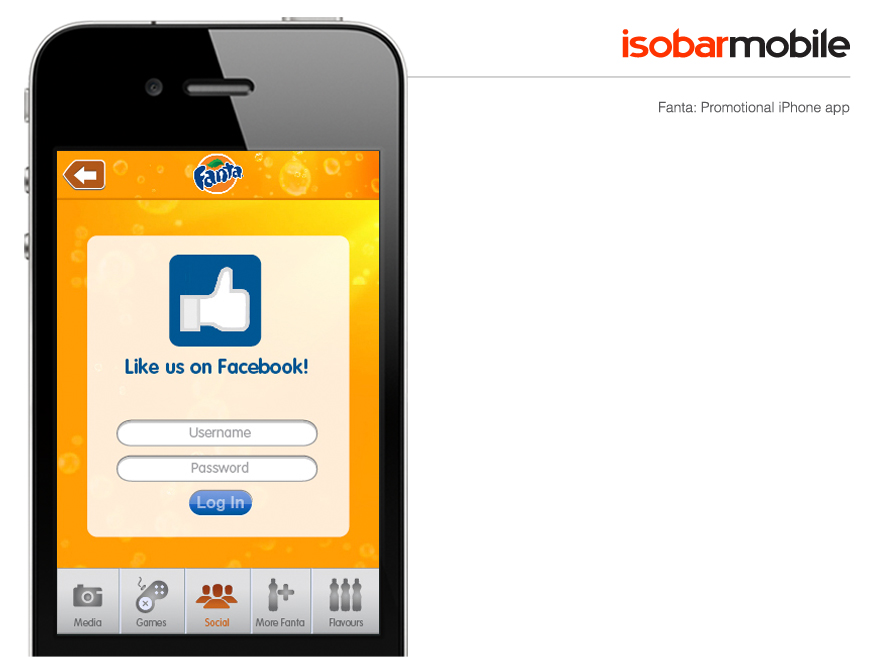 isobarmobile
Fanta: Promotional iPhone app
Fanta
Like us on Facebook!
Username
Password
Log In
Media
Games
Social
More Fanta
Flavours